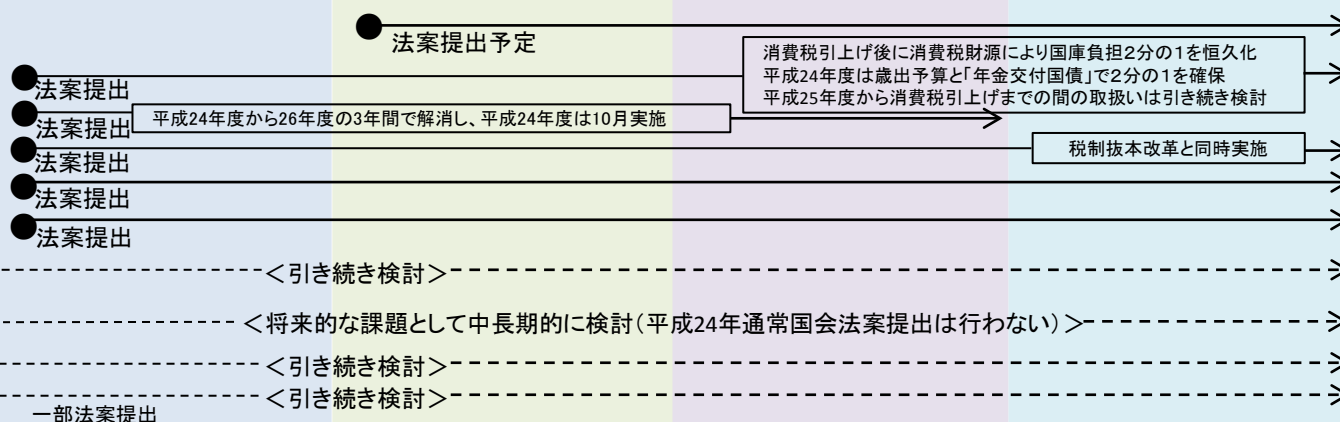 法案提出予定
消費税引上げ後に消費税財源により国庫負担2分の1を恒久化
平成24年度は歳出予算と「年金交付国債」で2分の1を確保
平成25年度から消費税引上げまでの間の取扱いは引き続き検討
法案提出
平成24年度から26年度の3年間で解消し、平成24年度は10月実施
法案提出
税制抜本改革と同時実施
法案提出
法案提出
法案提出
＜引き続き検討＞
＜将来的な課題として中長期的に検討（平成24年通常国会法案提出は行わない）＞
＜引き続き検討＞
＜引き続き検討＞
一部法案提出